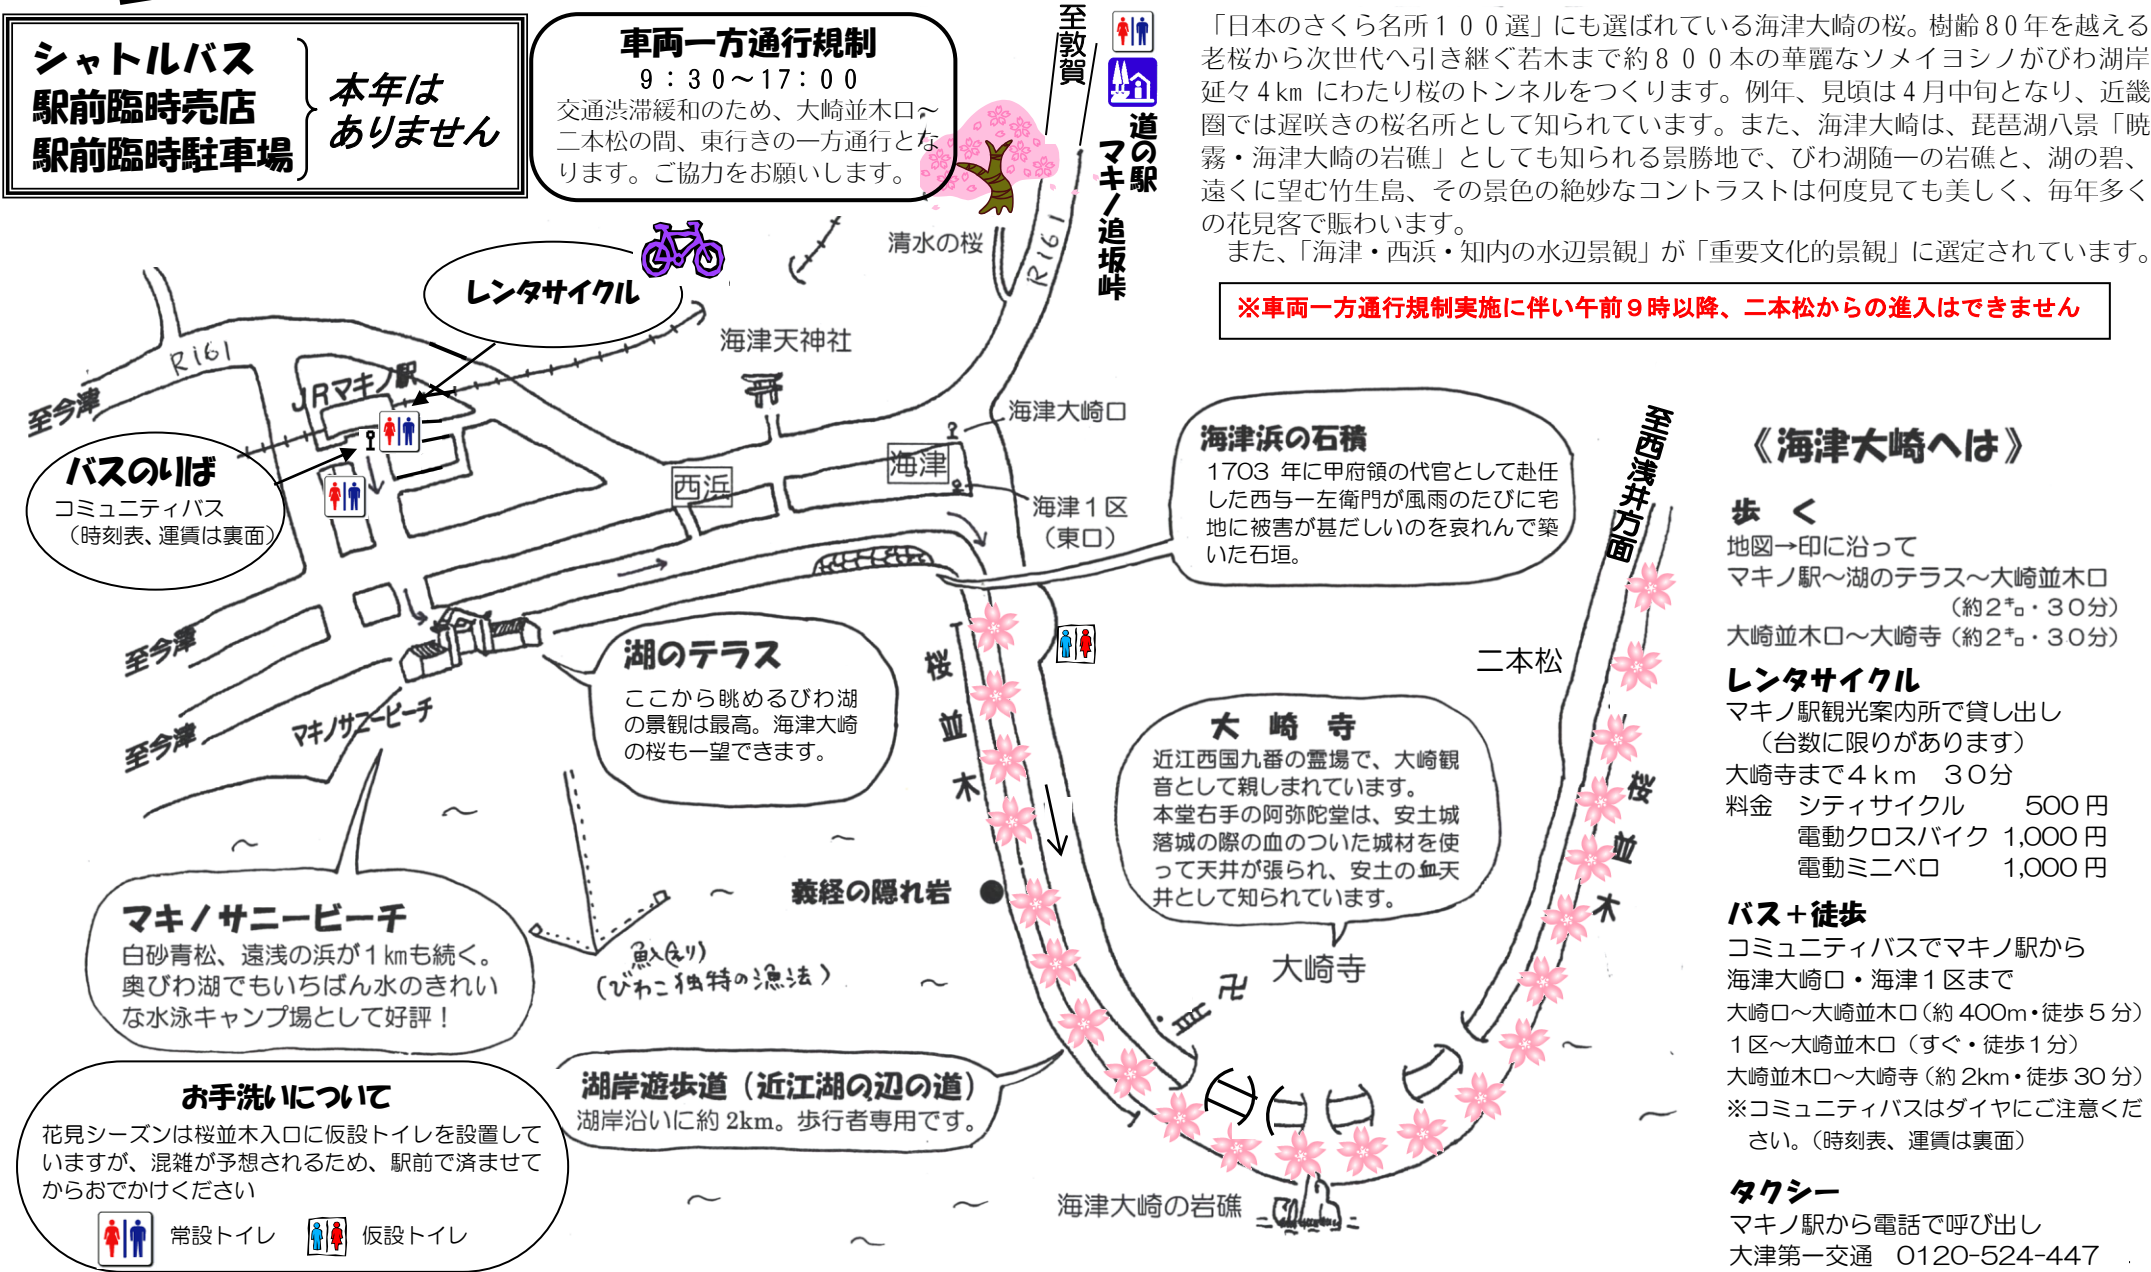 シャトルバス
駅前臨時売店
駅前臨時駐車場
本年は
ありません
車両一方通行規制
9：30～17：00
交通渋滞緩和のため、大崎並木口～
二本松の間、東行きの一方通行とな
ります。ご協力をお願いします。
至敦賀
道の駅
マキノ追坂峠
「日本のさくら名所１００選」にも選ばれている海津大崎の桜。樹齢80年を越える
老桜から次世代へ引き継ぐ若木まで約８００本の華麗なソメイヨシノがびわ湖岸
延々4km にわたり桜のトンネルをつくります。例年、見頃は4月中旬となり、近畿
圏では遅咲きの桜名所として知られています。また、海津大崎は、琵琶湖八景「暁
霧・海津大崎の岩礁」としても知られる景勝地で、びわ湖随一の岩礁と、湖の碧、
遠くに望む竹生島、その景色の絶妙なコントラストは何度見ても美しく、毎年多く
の花見客で賑わいます。
また、「海津・西浜・知内の水辺景観」が「重要文化的景観」に選定されています。
※車両一方通行規制実施に伴い午前９時以降、二本松からの進入はできません
レンタサイクル
清水の桜
R161
海津天神社
R161
至今津
JRマキノ駅
バスのりば
コミュニティバス
（時刻表、運賃は裏面）
西浜
海津
海津大崎口
海津１区
（東口）
海津浜の石積
1703 年に甲府領の代官として赴任
した西与一左衛門が風雨のたびに宅
地に被害が甚だしいのを哀れんで築
いた石垣。
至西浅井方面
二本松
至今津
至今津
マキノサニービーチ
湖のテラス
ここから眺めるびわ湖
の景観は最高。海津大崎
の桜も一望できます。
桜並木
大崎寺
近江西国九番の霊場で、大崎観
音として親しまれています。
本堂右手の阿弥陀堂は、安土城
落城の際の血のついた城材を使
って天井が張られ、安土の血天
井として知られています。
桜並木
マキノサニービーチ
白砂青松、遠浅の浜が１㎞も続く。
奥びわ湖でもいちばん水のきれい
な水泳キャンプ場として好評！
義経の隠れ岩
魞(えり)
(びわこ独特の漁法)
大崎寺
卍
湖岸遊歩道（近江湖の辺の道）
湖岸沿いに約 2km。歩行者専用です。
海津大崎の岩礁
お手洗いについて
花見シーズンは桜並木入口に仮設トイレを設置して
いますが、混雑が予想されるため、駅前で済ませて
からおでかけください
常設トイレ
仮設トイレ
《海津大崎へは》
歩く
地図→印に沿って
マキノ駅～湖のテラス～大崎並木口
（約2㌔・30分）
大崎並木口～大崎寺（約2㌔・30分）
レンタサイクル
マキノ駅観光案内所で貸し出し
（台数に限りがあります）
大崎寺まで４ｋｍ　３０分
料金　シティサイクル　500円
電動クロスバイク 1,000円
電動ミニベロ　1,000円
バス＋徒歩
コミュニティバスでマキノ駅から
海津大崎口・海津１区まで
大崎口～大崎並木口（約 400m・徒歩 5 分）
１区～大崎並木口（すぐ・徒歩１分）
大崎並木口～大崎寺（約 2km・徒歩 30 分）
※コミュニティバスはダイヤにご注意くだ
さい。（時刻表、運賃は裏面）
タクシー
マキノ駅から電話で呼び出し
大津第一交通　0120-524-447